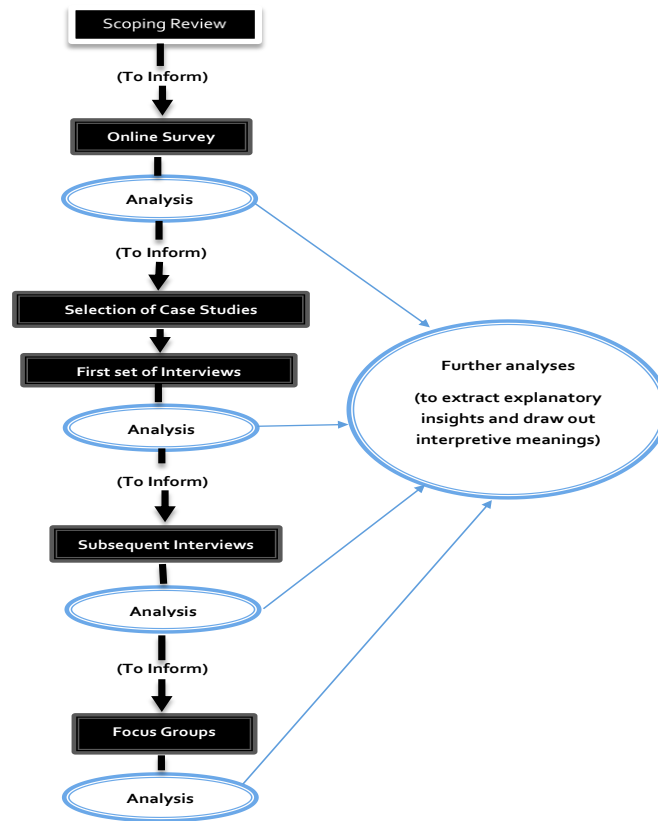 Scoping Review
(To Inform)
Online Survey
Analysis
(To Inform)
Selection of Case Studies
First set of Interviews
Analysis
(To Inform)
Subsequent Interviews
Analysis
(To Inform)
Focus Groups
Analysis
Further analyses
(to extract explanatory
insights and draw out
interpretive meanings)